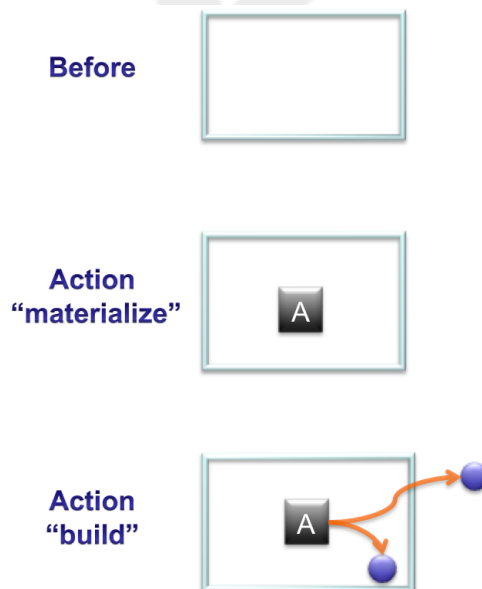 Before
Action
“materialize”
A
Action
“build”
A